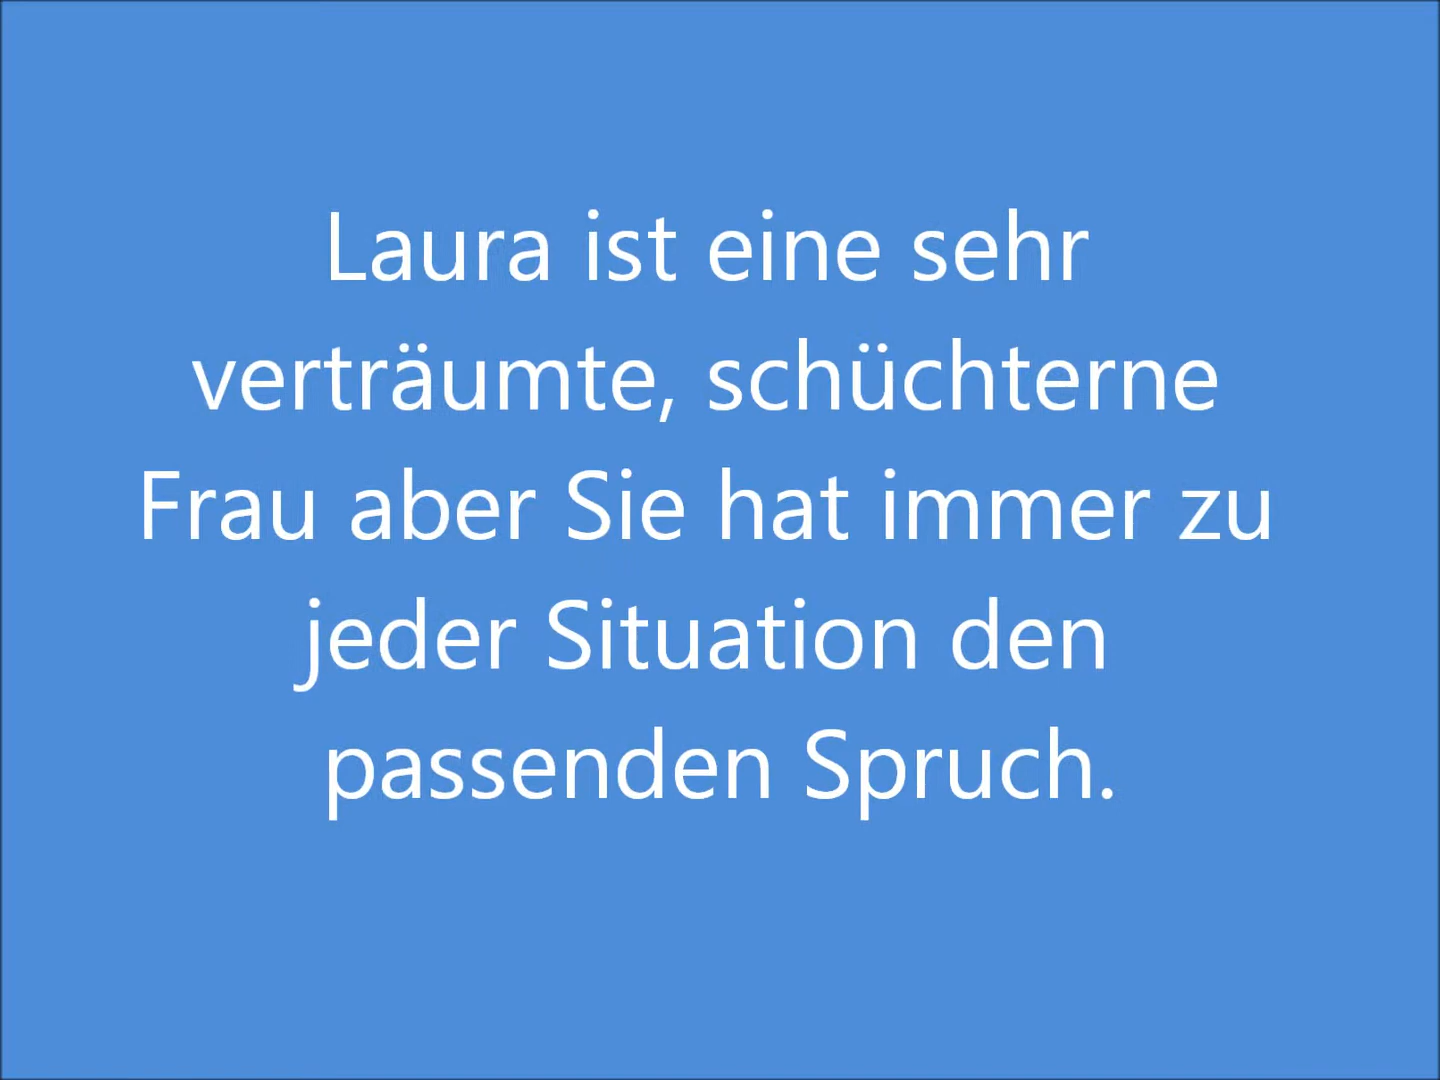 Laura ist eine sehr
verträumte, schüchterne
Frau aber Sie hat immer zu
jeder Situation den
passenden Spruch.